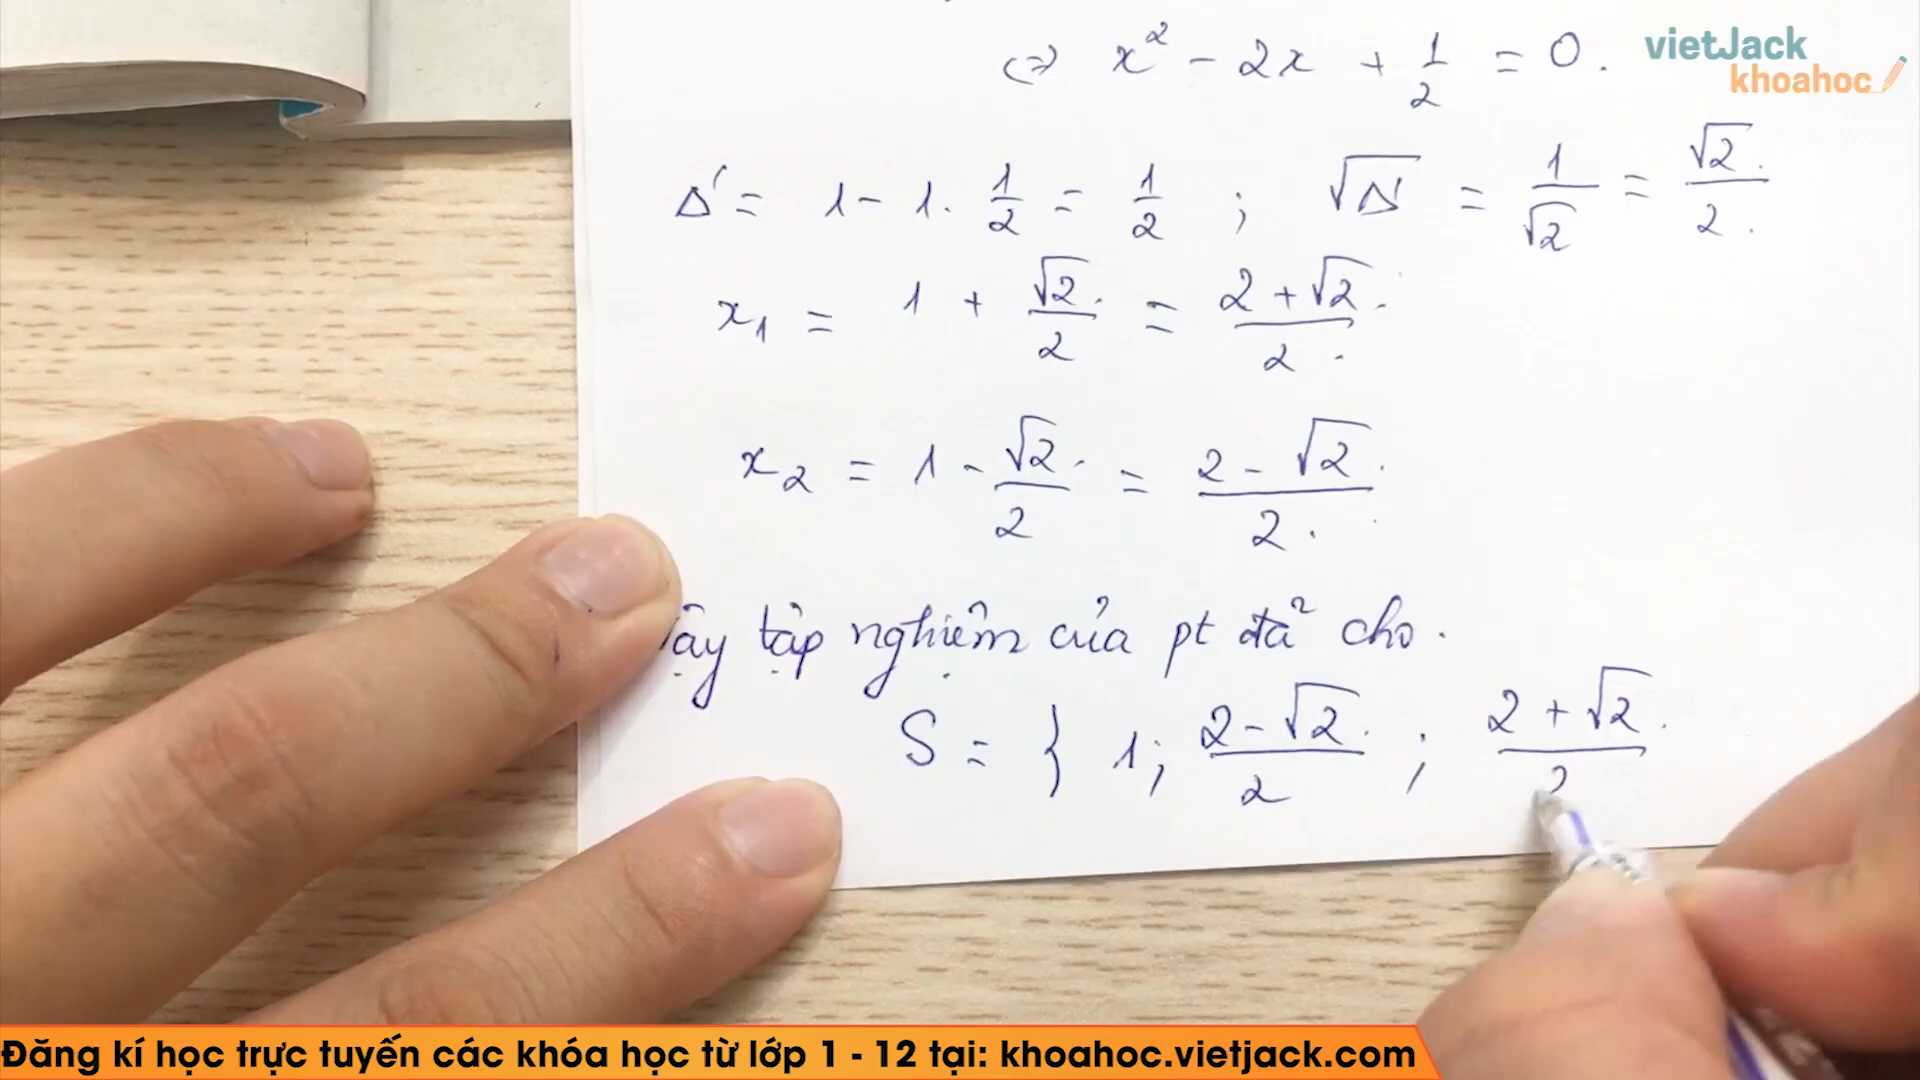 ⇔ x² - 2x + 1/2 = 0.
vietJack
khoahoc
Δ' = 1 - 1. 1/2 = 1/2 ; √Δ' = 1/√2 = √2/2.
x₁ = 1 + √2/2 = (2 + √2)/2.
x₂ = 1 - √2/2 = (2 - √2)/2.
tập nghiệm của pt đã cho.
S = { 1; (2 - √2)/2 ; (2 + √2)/2
Đăng kí học trực tuyến các khóa học từ lớp 1 - 12 tại: khoahoc.vietjack.com